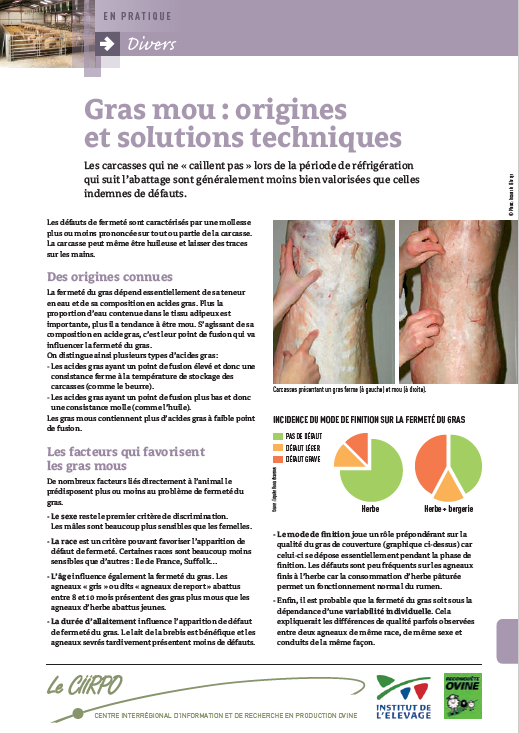 EN PRATIQUE
Divers
Gras mou : origines
et solutions techniques
Les carcasses qui ne « caillent pas » lors de la période de réfrigération
qui suit l'abattage sont généralement moins bien valorisées que celles
indemnes de défauts.
Les défauts de fermeté sont caractérisés par une mollesse
plus ou moins prononcée sur tout ou partie de la carcasse.
La carcasse peut même être huileuse et laisser des traces
sur les mains.
Des origines connues
La fermeté du gras dépend essentiellement de sa teneur
en eau et de sa composition en acides gras. Plus la
proportion d'eau contenue dans le tissu adipeux est
importante, plus il a tendance à être mou. S'agissant de sa
composition en acide gras, c'est leur point de fusion qui va
influencer la fermeté du gras.
On distingue ainsi plusieurs types d'acides gras :
- Les acides gras ayant un point de fusion élevé et donc une
consistance ferme à la température de stockage des
carcasses (comme le beurre).
- Les acides gras ayant un point de fusion plus bas et donc
une consistance molle (comme l'huile).
Les gras mous contiennent plus d'acides gras à faible point
de fusion.
Les facteurs qui favorisent
les gras mous
De nombreux facteurs liés directement à l'animal le
prédisposent plus ou moins au problème de fermeté du
gras.
- Le sexe reste le premier critère de discrimination.
Les mâles sont beaucoup plus sensibles que les femelles.
- La race est un critère pouvant favoriser l'apparition de
défaut de fermeté. Certaines races sont beaucoup moins
sensibles que d'autres : Ile de France, Suffolk...
- L'âge influence également la fermeté du gras. Les
agneaux « gris » ou dits « agneaux de report » abattus
entre 8 et 10 mois présentent des gras plus mous que les
agneaux d'herbe abattus jeunes.
- La durée d'allaitement influence l'apparition de défaut
de fermeté du gras. Le lait de la brebis est bénéfique et les
agneaux sevrés tardivement présentent moins de défauts.
Carcasses présentant un gras ferme (à gauche) et mou (à droite).
INCIDENCE DU MODE DE FINITION SUR LA FERMETÉ DU GRAS
PAS DE DÉFAUT
DÉFAUT LÉGER
DÉFAUT GRAVE
Herbe
Herbe + bergerie
- Le mode de finition joue un rôle prépondérant sur la
qualité du gras de couverture (graphique ci-dessus) car
celui-ci se dépose essentiellement pendant la phase de
finition. Les défauts sont peu fréquents sur les agneaux
finis à l'herbe car la consommation d'herbe pâturée
permet un fonctionnement normal du rumen.
- Enfin, il est probable que la fermeté du gras soit sous la
dépendance d'une variabilité individuelle. Cela
expliquerait les différences de qualité parfois observées
entre deux agneaux de même race, de même sexe et
conduits de la même façon.
Le CIIRPO
CENTRE INTERRÉGIONAL D'INFORMATION ET DE RECHERCHE EN PRODUCTION OVINE
INSTITUT DE
L'ELEVAGE
RECONQUÊTE
OVINE